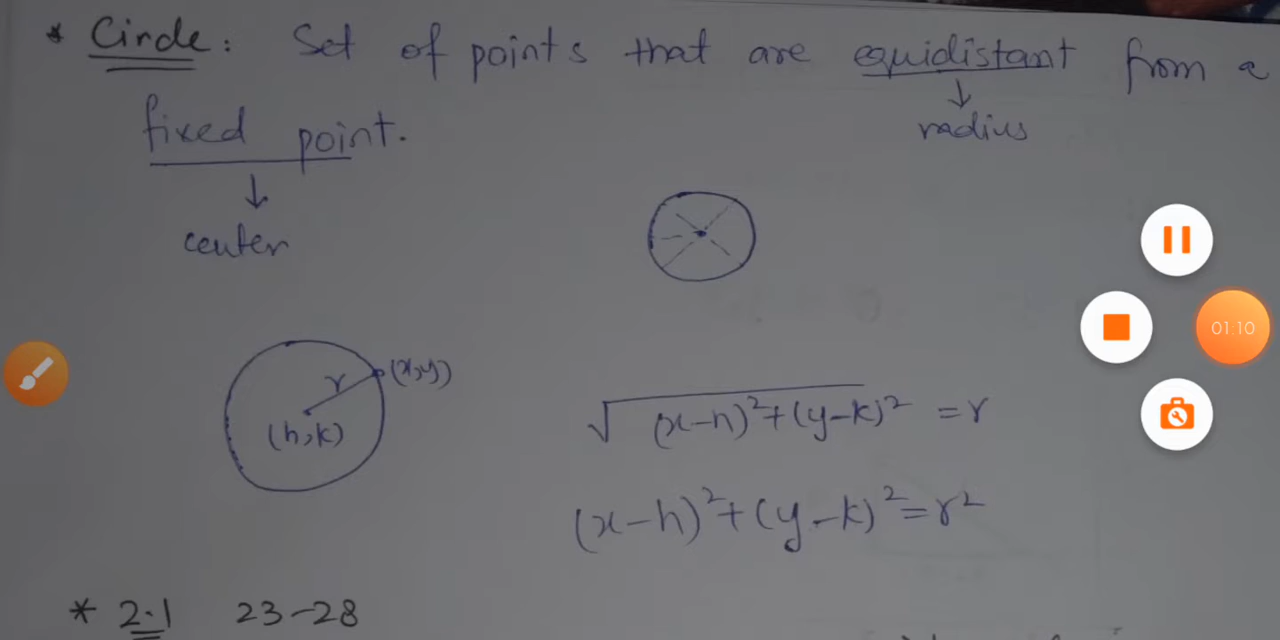 * Circle: Set of points that are equidistant from a
radius
fixed point.
center
r (x,y)
(h,k)
√(x-h)²+(y-k)² = r
(x-h)²+(y-k)²=r²
* 2.1 23-28
01:10